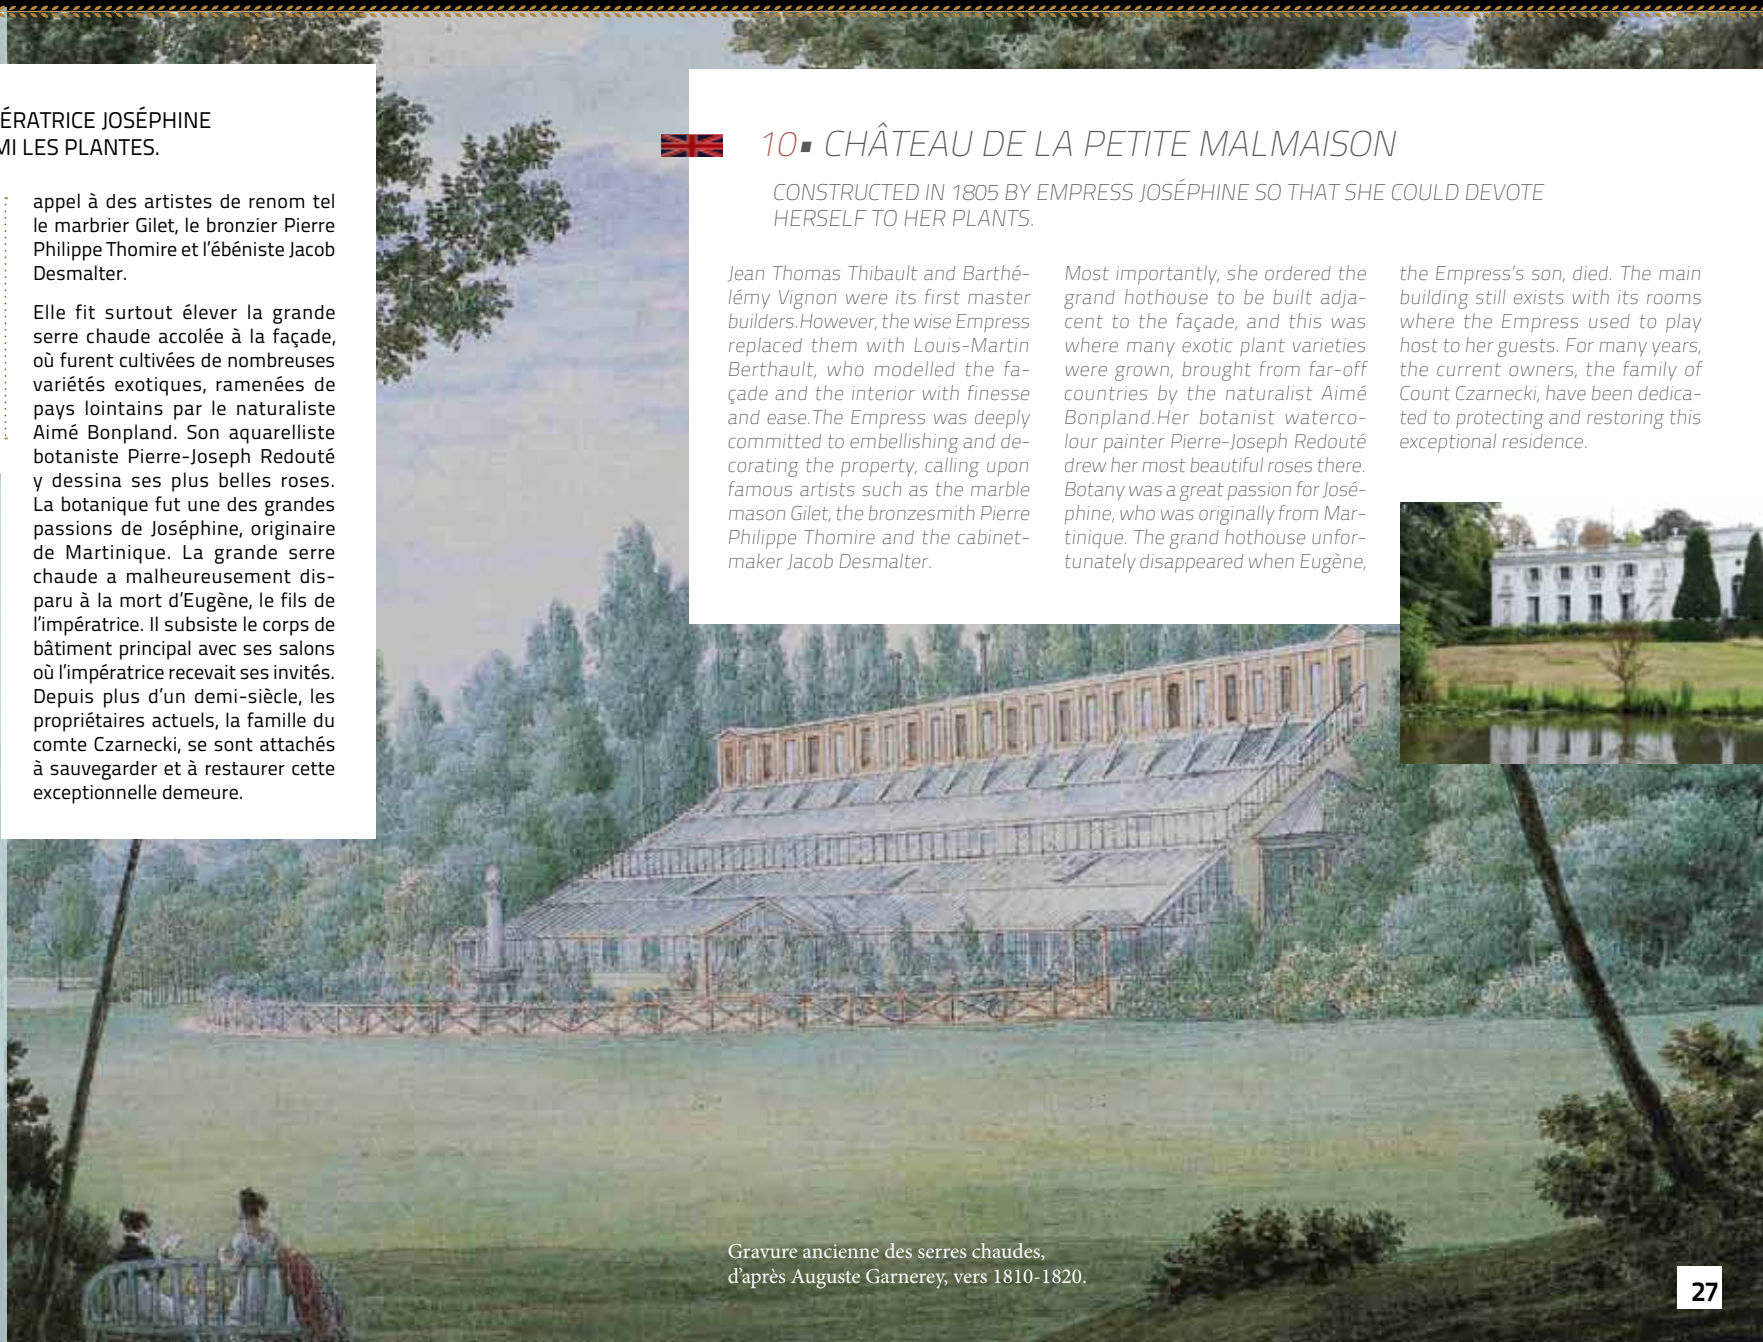 ÉRATRICE JOSÉPHINE
MI LES PLANTES.
appel à des artistes de renom tel
le marbrier Gilet, le bronzier Pierre
Philippe Thomire et l’ébéniste Jacob
Desmalter.
Elle fit surtout élever la grande
serre chaude accolée à la façade,
où furent cultivées de nombreuses
variétés exotiques, ramenées de
pays lointains par le naturaliste
Aimé Bonpland. Son aquarelliste
botaniste Pierre-Joseph Redouté
y dessina ses plus belles roses.
La botanique fut une des grandes
passions de Joséphine, originaire
de Martinique. La grande serre
chaude a malheureusement dis-
paru à la mort d’Eugène, le fils de
l’impératrice. Il subsiste le corps de
bâtiment principal avec ses salons
où l’impératrice recevait ses invités.
Depuis plus d’un demi-siècle, les
propriétaires actuels, la famille du
comte Czarnecki, se sont attachés
à sauvegarder et à restaurer cette
exceptionnelle demeure.
10▪ CHÂTEAU DE LA PETITE MALMAISON
CONSTRUCTED IN 1805 BY EMPRESS JOSÉPHINE SO THAT SHE COULD DEVOTE
HERSELF TO HER PLANTS.
Jean Thomas Thibault and Barthé-
lémy Vignon were its first master
builders.However, the wise Empress
replaced them with Louis-Martin
Berthault, who modelled the fa-
çade and the interior with finesse
and ease.The Empress was deeply
committed to embellishing and de-
corating the property, calling upon
famous artists such as the marble
mason Gilet, the bronzesmith Pierre
Philippe Thomire and the cabinet-
maker Jacob Desmalter.
Most importantly, she ordered the
grand hothouse to be built adja-
cent to the façade, and this was
where many exotic plant varieties
were grown, brought from far-off
countries by the naturalist Aimé
Bonpland.Her botanist waterco-
lour painter Pierre-Joseph Redouté
drew her most beautiful roses there.
Botany was a great passion for José-
phine, who was originally from Mar-
tinique. The grand hothouse unfor-
tunately disappeared when Eugène,
the Empress’s son, died. The main
building still exists with its rooms
where the Empress used to play
host to her guests. For many years,
the current owners, the family of
Count Czarnecki, have been dedica-
ted to protecting and restoring this
exceptional residence.
Gravure ancienne des serres chaudes,
d’après Auguste Garnerey, vers 1810-1820.
27